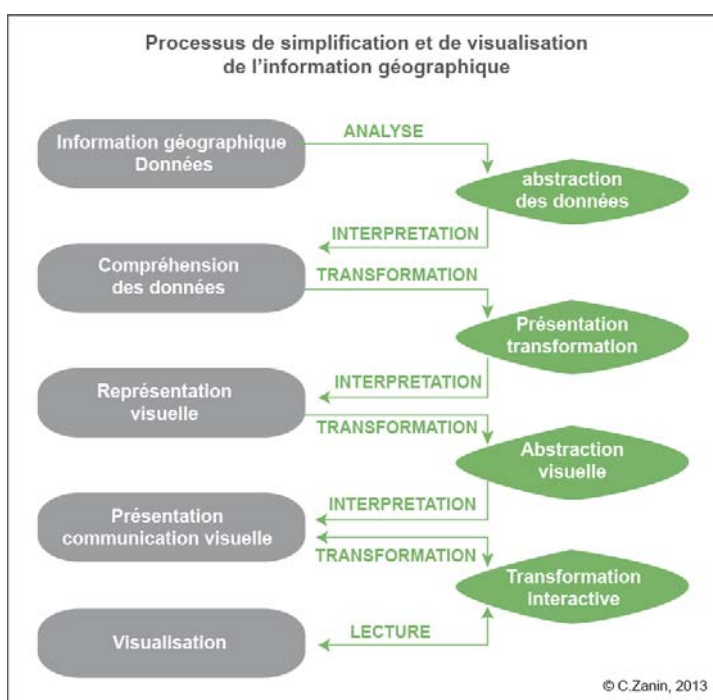 Processus de simplification et de visualisation
de l'information géographique
Information géographique
Données
ANALYSE
abstraction
des données
INTERPRETATION
Compréhension
des données
TRANSFORMATION
Présentation
transformation
INTERPRETATION
Représentation
visuelle
TRANSFORMATION
Abstraction
visuelle
INTERPRETATION
Présentation
communication visuelle
TRANSFORMATION
Transformation
interactive
Visualisation
LECTURE
© C.Zanin, 2013